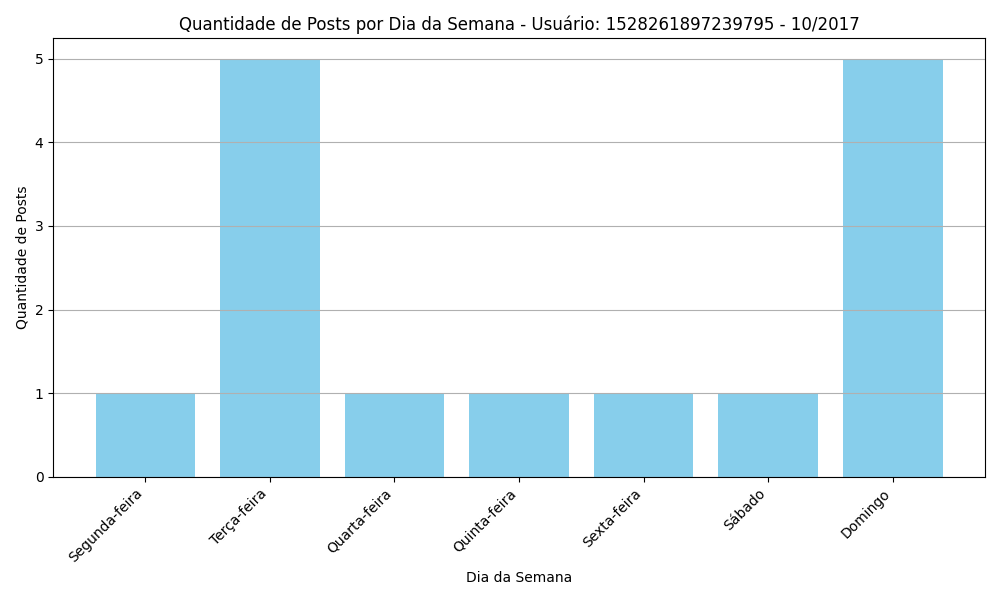 Quantidade de Posts por Dia da Semana - Usuário: 1528261897239795 - 10/2017
Quantidade de Posts
5
4
3
2
1
0
Segunda-feira
Terça-feira
Quarta-feira
Quinta-feira
Sexta-feira
Sábado
Domingo
Dia da Semana